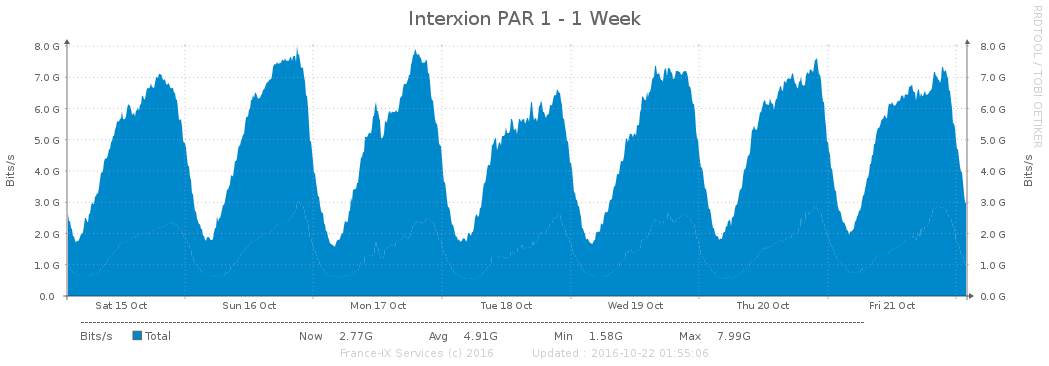 Interxion PAR 1 - 1 Week
RRDTOOL / TOBI OETIKER
Bits/s
8.0 G 8.0 G
7.0 G 7.0 G
6.0 G 6.0 G
5.0 G 5.0 G
4.0 G 4.0 G
3.0 G 3.0 G
2.0 G 2.0 G
1.0 G 1.0 G
0.0 0.0 G
Bits/s
Sat 15 Oct Sun 16 Oct Mon 17 Oct Tue 18 Oct Wed 19 Oct Thu 20 Oct Fri 21 Oct
Bits/s Total Now 2.77G Avg 4.91G Min 1.58G Max 7.99G
France-IX Services (c) 2016 Updated : 2016-10-22 01:55:06